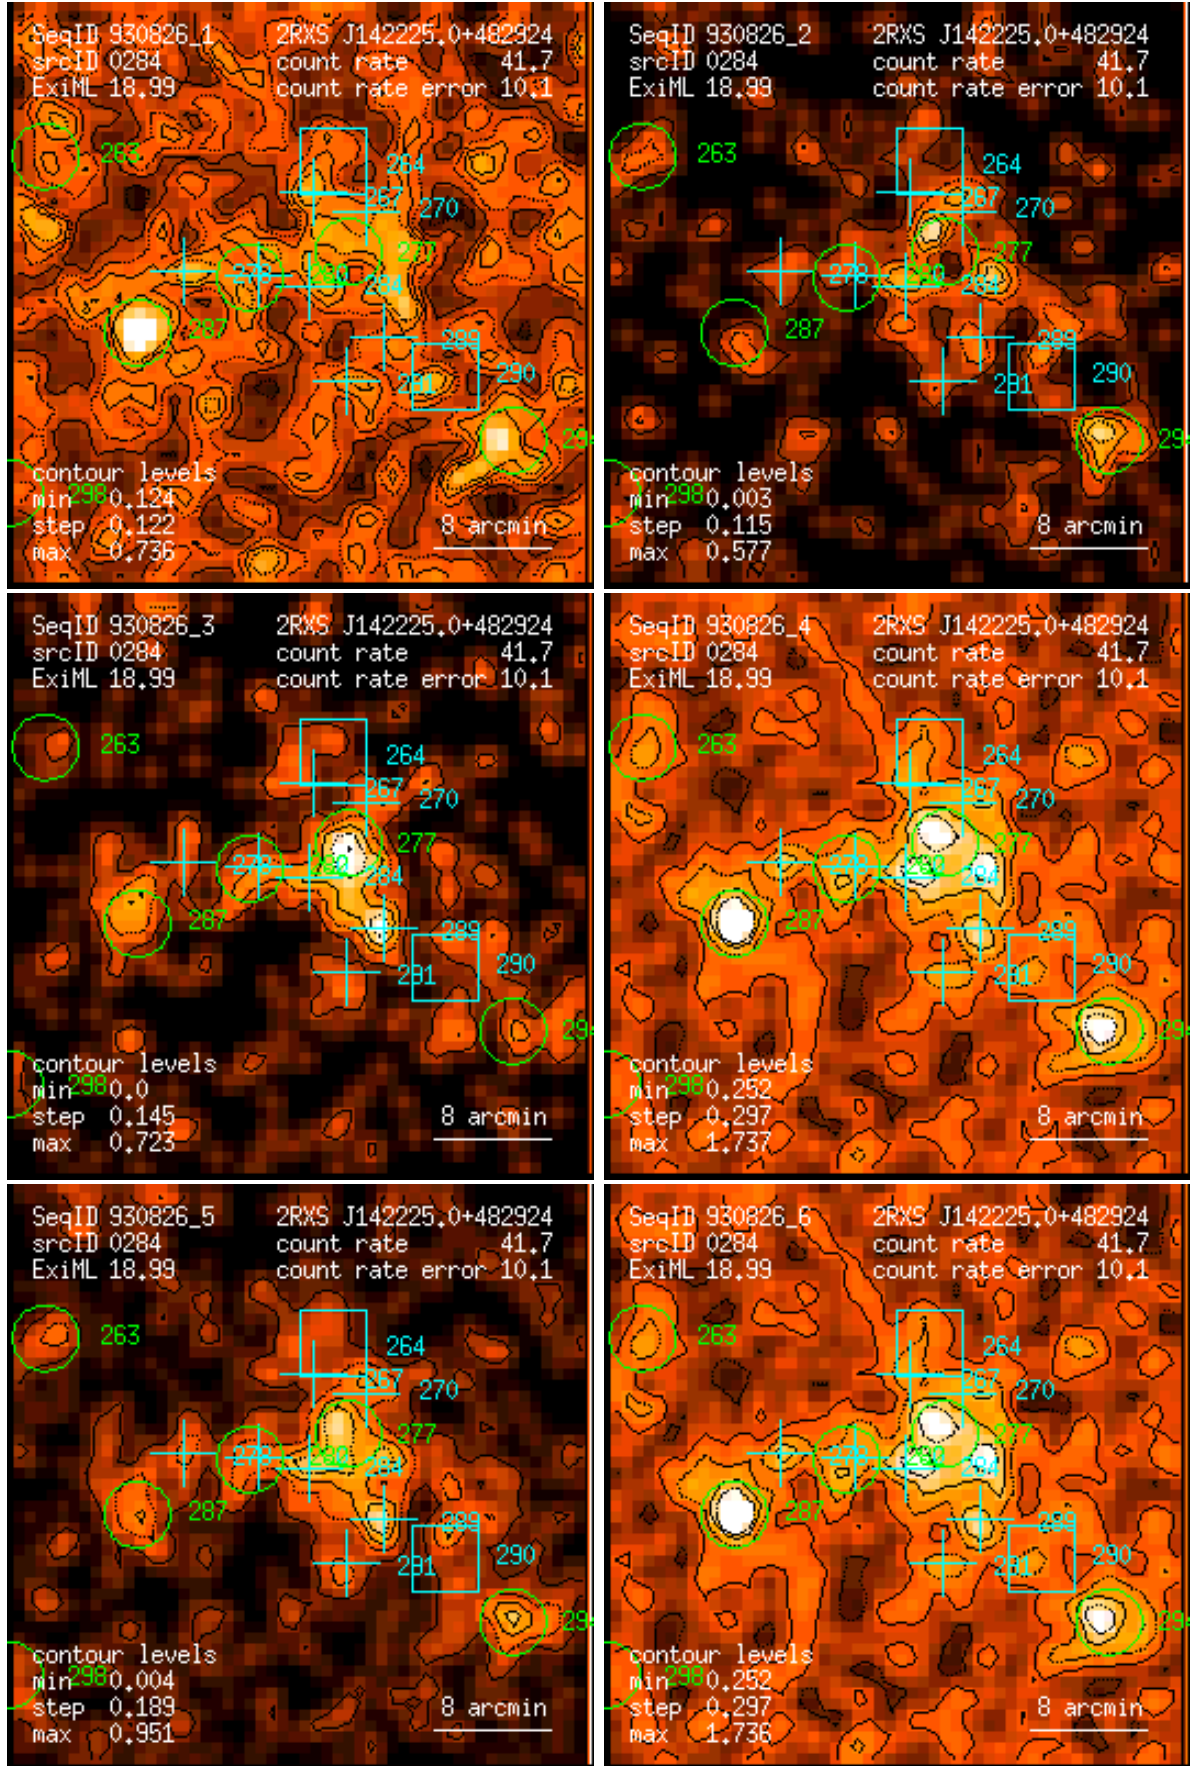 SeqID 930826_1 2RXS J142225.0+482924
srcID 0284 count rate 41.7
ExiML 18.99 count rate error 10.1
263
264
267
270
277
278
280
284
287
289
290
291
294
contour levels
min 0.124
298
step 0.122
8 arcmin
max 0.736
SeqID 930826_2 2RXS J142225.0+482924
srcID 0284 count rate 41.7
ExiML 18.99 count rate error 10.1
263
264
267
270
277
278
280
284
287
289
290
291
294
contour levels
min 0.003
298
step 0.115
8 arcmin
max 0.577
SeqID 930826_3 2RXS J142225.0+482924
srcID 0284 count rate 41.7
ExiML 18.99 count rate error 10.1
263
264
267
270
277
278
280
284
287
289
290
291
294
contour levels
min 0.0
298
step 0.145
8 arcmin
max 0.723
SeqID 930826_4 2RXS J142225.0+482924
srcID 0284 count rate 41.7
ExiML 18.99 count rate error 10.1
263
264
267
270
277
278
280
284
287
289
290
291
294
contour levels
min 0.252
298
step 0.297
8 arcmin
max 1.737
SeqID 930826_5 2RXS J142225.0+482924
srcID 0284 count rate 41.7
ExiML 18.99 count rate error 10.1
263
264
267
270
277
278
280
284
287
289
290
291
294
contour levels
min 0.004
298
step 0.189
8 arcmin
max 0.951
SeqID 930826_6 2RXS J142225.0+482924
srcID 0284 count rate 41.7
ExiML 18.99 count rate error 10.1
263
264
267
270
277
278
280
284
287
289
290
291
294
contour levels
min 0.252
298
step 0.297
8 arcmin
max 1.736